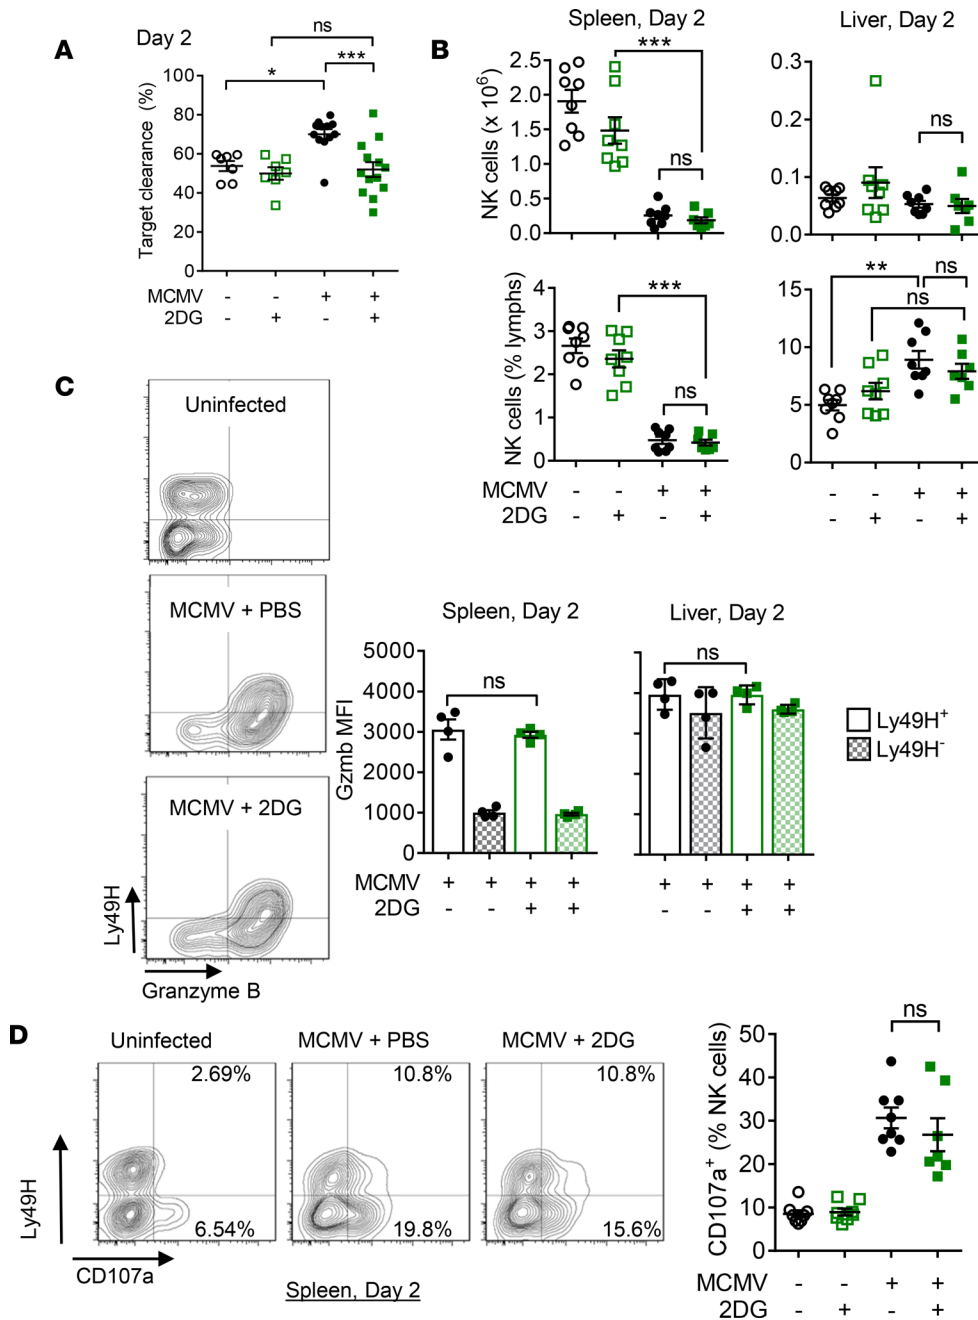 A
Day 2
ns
***
*
Target clearance (%)
100
80
60
40
20
0
MCMV - - + +
2DG - + - +
B
Spleen, Day 2
Liver, Day 2
***
ns
NK cells (x 10⁶)
2.5
2.0
1.5
1.0
0.5
0.0
ns
0.3
0.2
0.1
0.0
***
ns
NK cells (% lymphs)
4
3
2
1
0
MCMV - - + +
2DG - + - +
** ns
ns
15
10
5
0
- - + +
- + - +
C
Uninfected
MCMV + PBS
MCMV + 2DG
Ly49H
Granzyme B
Spleen, Day 2
Liver, Day 2
ns
ns
Gzmb MFI
5000
4000
3000
2000
1000
0
MCMV + + + +
2DG - - + +
+ + + +
- - + +
Ly49H⁺
Ly49H⁻
D
Uninfected
MCMV + PBS
MCMV + 2DG
2.69%
10.8%
10.8%
6.54%
19.8%
15.6%
Ly49H
CD107a
Spleen, Day 2
ns
CD107a⁺ (% NK cells)
50
40
30
20
10
0
MCMV - - + +
2DG - + - +